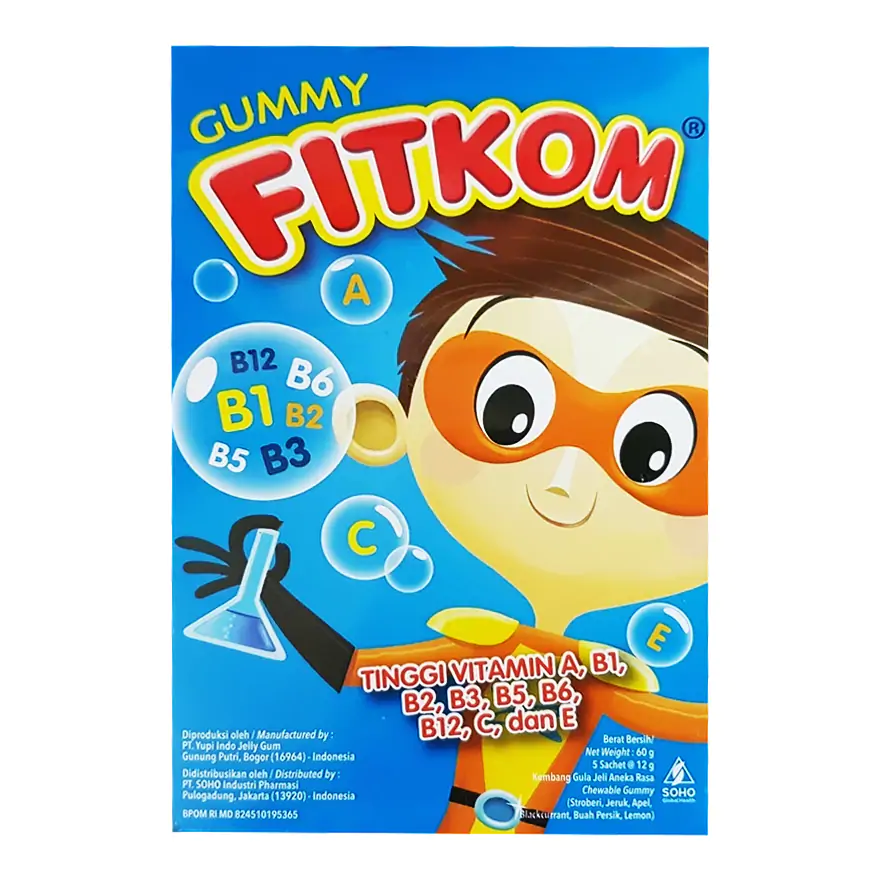 GUMMY
FITKOM®
A
B12
B6
B1
B2
B5
B3
C
E
TINGGI VITAMIN A, B1,
B2, B3, B5, B6,
B12, C, dan E
Diproduksi oleh / Manufactured by :
PT. Yupi Indo Jelly Gum
Gunung Putri, Bogor (16964) - Indonesia
Didistribusikan oleh / Distributed by :
PT. SOHO Industri Pharmasi
Pulogadung, Jakarta (13920) - Indonesia
BPOM RI MD 824510195365
Berat Bersih/
Net Weight : 60 g
5 Sachet @ 12 g
Kembang Gula Jeli Aneka Rasa
Chewable Gummy
(Stroberi, Jeruk, Apel,
Blackcurrant, Buah Persik, Lemon)
SOHO
Global Health